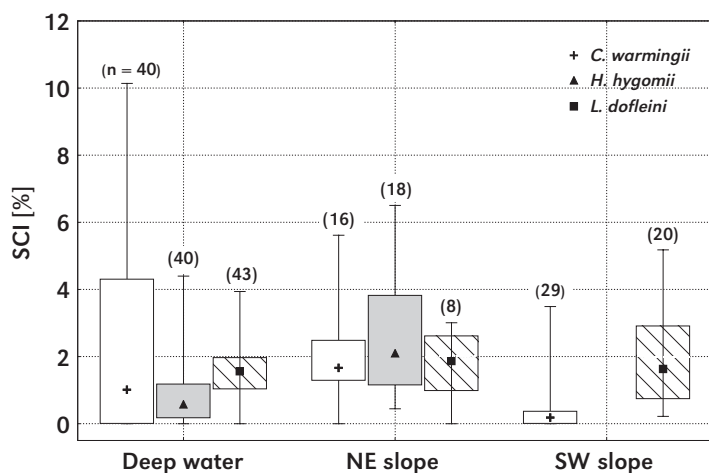 12
10
8
6
4
2
0
SCI [%]
(n = 40)
(40)
(43)
(16)
(18)
(8)
(29)
(20)
C. warmingii
H. hygomii
L. dofleini
Deep water
NE slope
SW slope